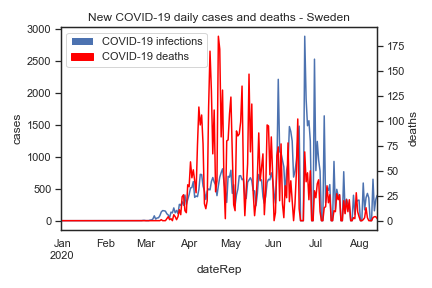 New COVID-19 daily cases and deaths - Sweden
COVID-19 infections
COVID-19 deaths
3000
2500
2000
1500
1000
500
0
cases
175
150
125
100
75
50
25
0
deaths
Jan Feb Mar Apr May Jun Jul Aug
2020
dateRep